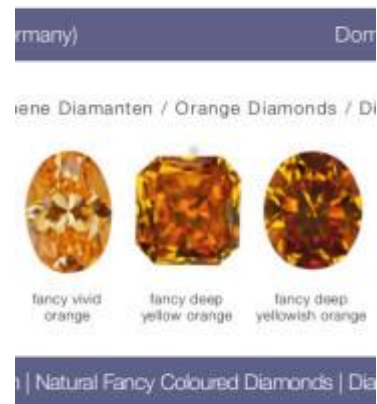 rmany) Dom
ene Diamanten / Orange Diamonds / Di
fancy vivid
orange
fancy deep
yellow orange
fancy deep
yellowish orange
| Natural Fancy Coloured Diamonds | Dia